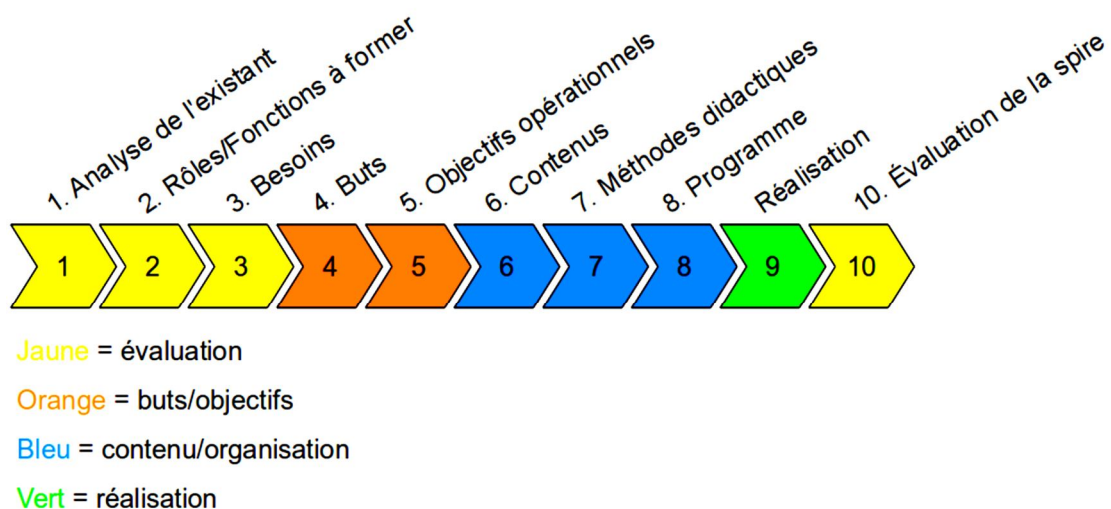 1. Analyse de l'existant
2. Rôles/Fonctions à former
3. Besoins
4. Buts
5. Objectifs opérationnels
6. Contenus
7. Méthodes didactiques
8. Programme
Réalisation
10. Évaluation de la spire
1
2
3
4
5
6
7
8
9
10
Jaune = évaluation
Orange = buts/objectifs
Bleu = contenu/organisation
Vert = réalisation